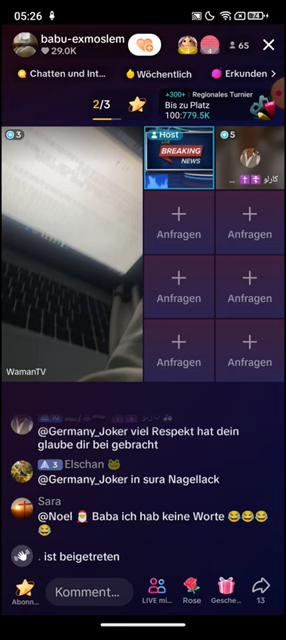 05:26
74
babu-exmoslem
29.0K
4
65
Chatten und Int...
Wöchentlich
Erkunden
2/3
+300↑ Regionales Turnier
Bis zu Platz
100:779.5K
3
WamanTV
Host
BREAKING
NEWS
5
كارلو ✝️☦️ ...
Anfragen
Anfragen
Anfragen
Anfragen
Anfragen
Anfragen
@Germany_Joker viel Respekt hat dein
glaube dir bei gebracht
3 Elschan 🐸
@Germany_Joker in sura Nagellack
Sara
@Noel 🎅 Baba ich hab keine Worte 😂😂😂
😂
. ist beigetreten
Abonn...
Komment...
LIVE mi...
Rose
Gesche...
13